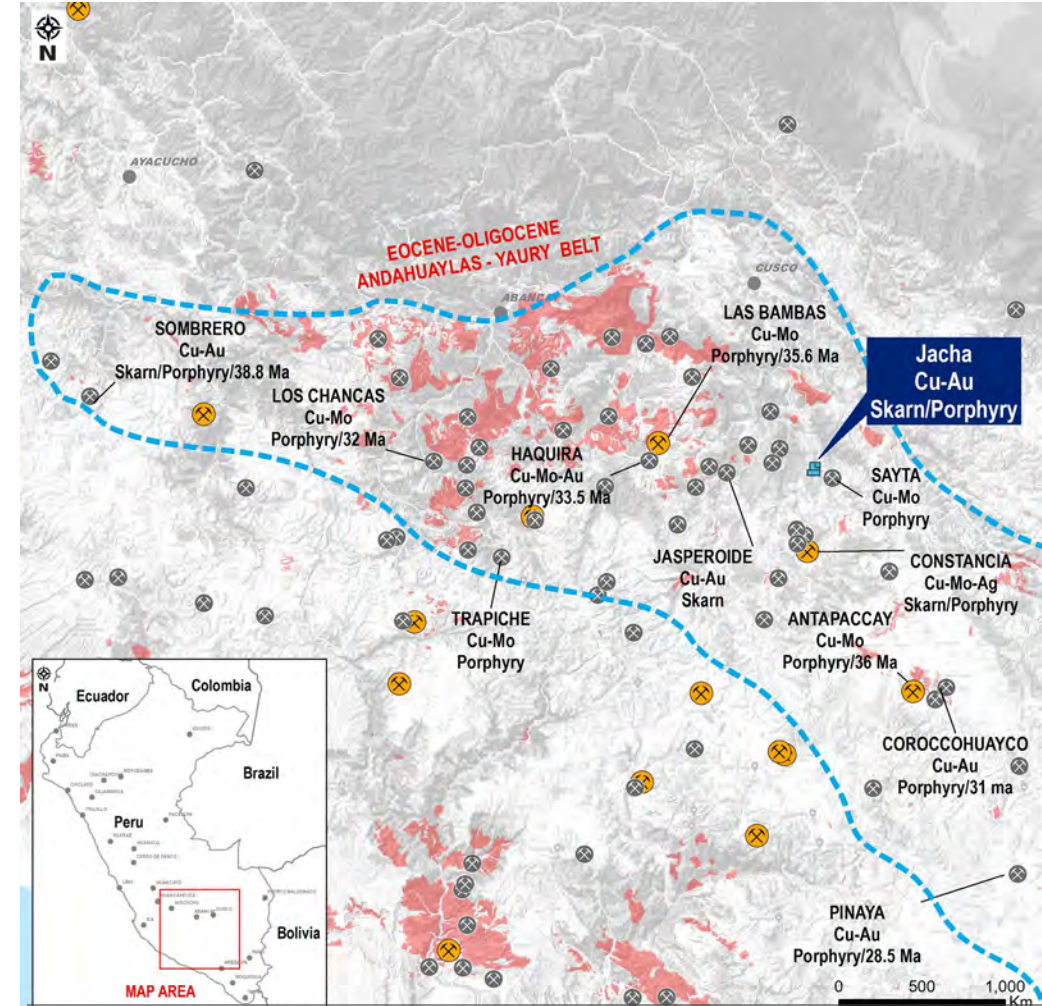 N
AYACUCHO
EOCENE-OLIGOCENE
ANDAHUAYLAS - YAURY BELT
CUSCO
SOMBRERO
Cu-Au
Skarn/Porphyry/38.8 Ma
LAS BAMBAS
Cu-Mo
Porphyry/35.6 Ma
Jacha
Cu-Au
Skarn/Porphyry
LOS CHANCAS
Cu-Mo
Porphyry/32 Ma
HAQUIRA
Cu-Mo-Au
Porphyry/33.5 Ma
SAYTA
Cu-Mo
Porphyry
JASPEROIDE
Cu-Au
Skarn
CONSTANCIA
Cu-Mo-Ag
Skarn/Porphyry
TRAPICHE
Cu-Mo
Porphyry
ANTAPACCAY
Cu-Mo
Porphyry/36 Ma
COROCCOHUAYCO
Cu-Au
Porphyry/31 ma
PINAYA
Cu-Au
Porphyry/28.5 Ma
0 500 1,000
Km
N
Ecuador
Colombia
Brazil
Peru
Bolivia
MAP AREA